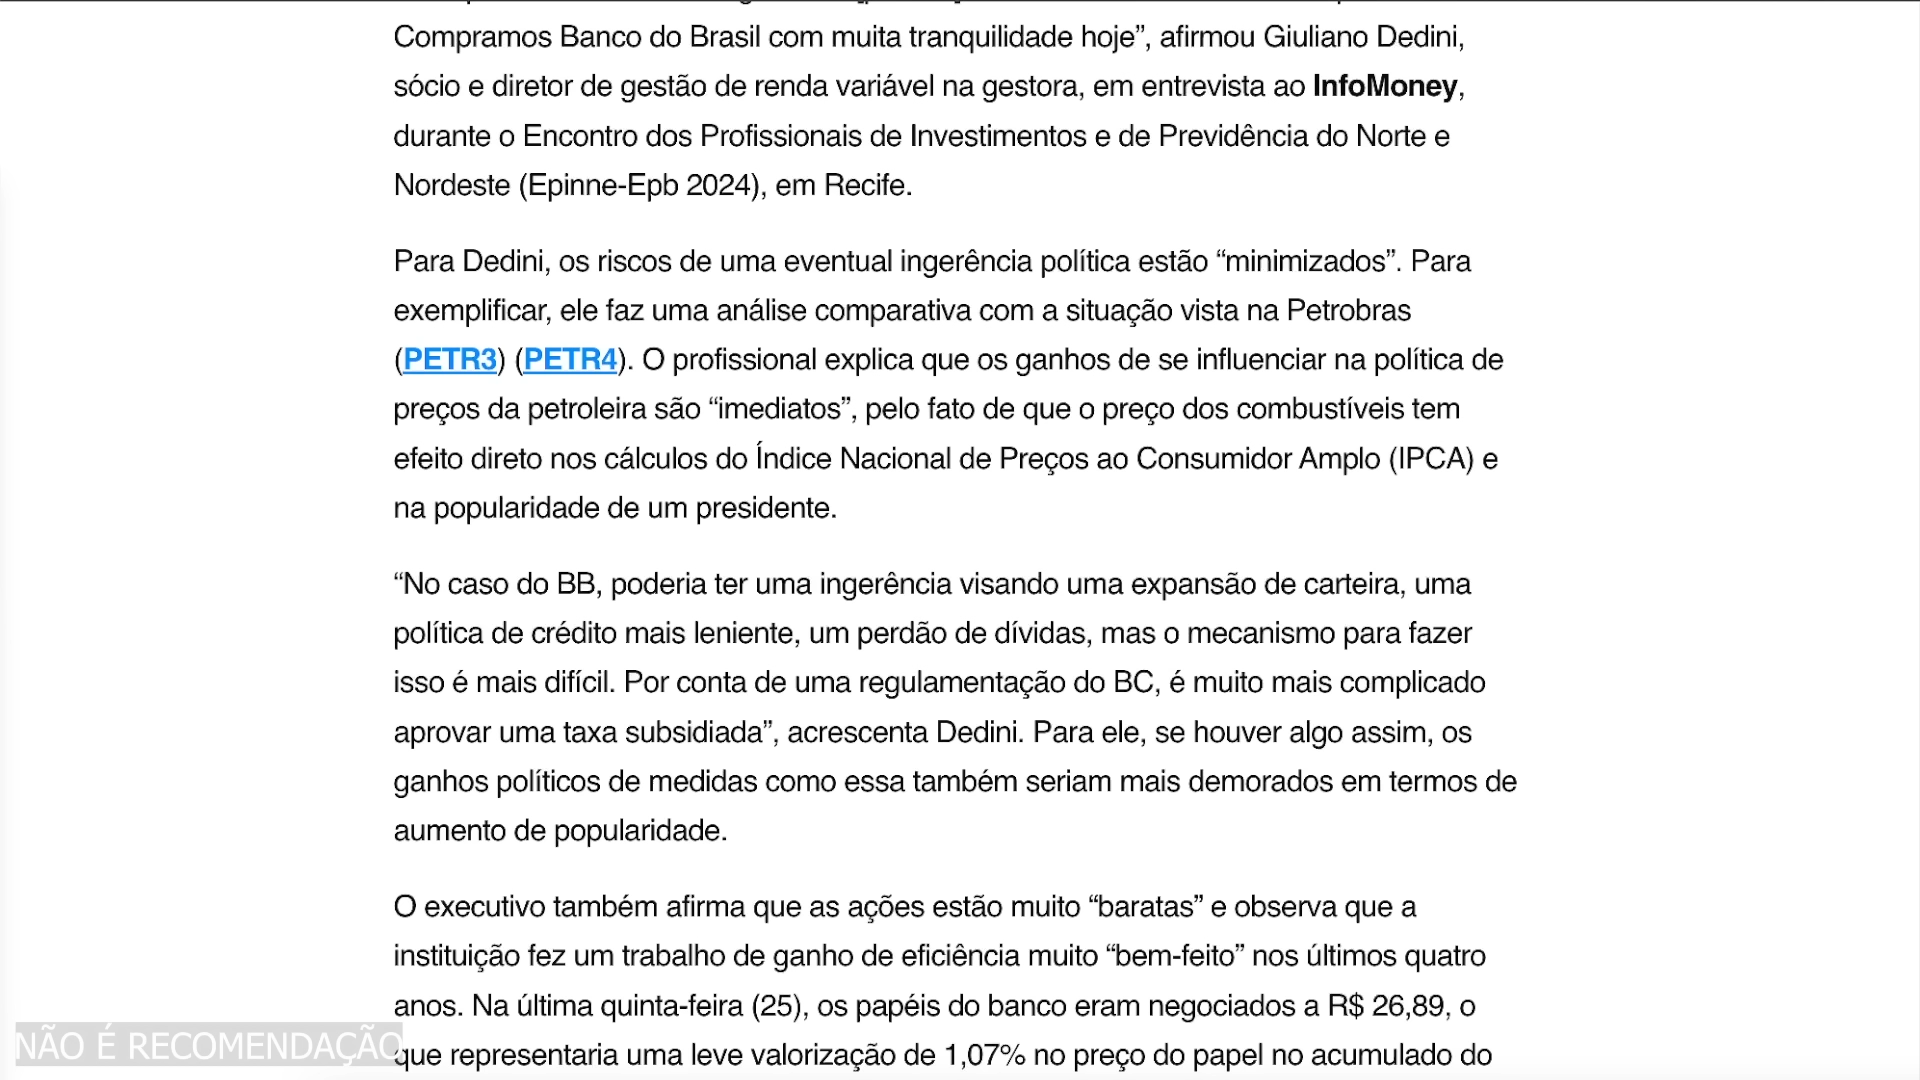 Compramos Banco do Brasil com muita tranquilidade hoje”, afirmou Giuliano Dedini,
sócio e diretor de gestão de renda variável na gestora, em entrevista ao InfoMoney,
durante o Encontro dos Profissionais de Investimentos e de Previdência do Norte e
Nordeste (Epinne-Epb 2024), em Recife.
Para Dedini, os riscos de uma eventual ingerência política estão “minimizados”. Para
exemplificar, ele faz uma análise comparativa com a situação vista na Petrobras
(PETR3) (PETR4). O profissional explica que os ganhos de se influenciar na política de
preços da petroleira são “imediatos”, pelo fato de que o preço dos combustíveis tem
efeito direto nos cálculos do Índice Nacional de Preços ao Consumidor Amplo (IPCA) e
na popularidade de um presidente.
“No caso do BB, poderia ter uma ingerência visando uma expansão de carteira, uma
política de crédito mais leniente, um perdão de dívidas, mas o mecanismo para fazer
isso é mais difícil. Por conta de uma regulamentação do BC, é muito mais complicado
aprovar uma taxa subsidiada”, acrescenta Dedini. Para ele, se houver algo assim, os
ganhos políticos de medidas como essa também seriam mais demorados em termos de
aumento de popularidade.
O executivo também afirma que as ações estão muito “baratas” e observa que a
instituição fez um trabalho de ganho de eficiência muito “bem-feito” nos últimos quatro
anos. Na última quinta-feira (25), os papéis do banco eram negociados a R$ 26,89, o
que representaria uma leve valorização de 1,07% no preço do papel no acumulado do
NÃO É RECOMENDAÇÃO